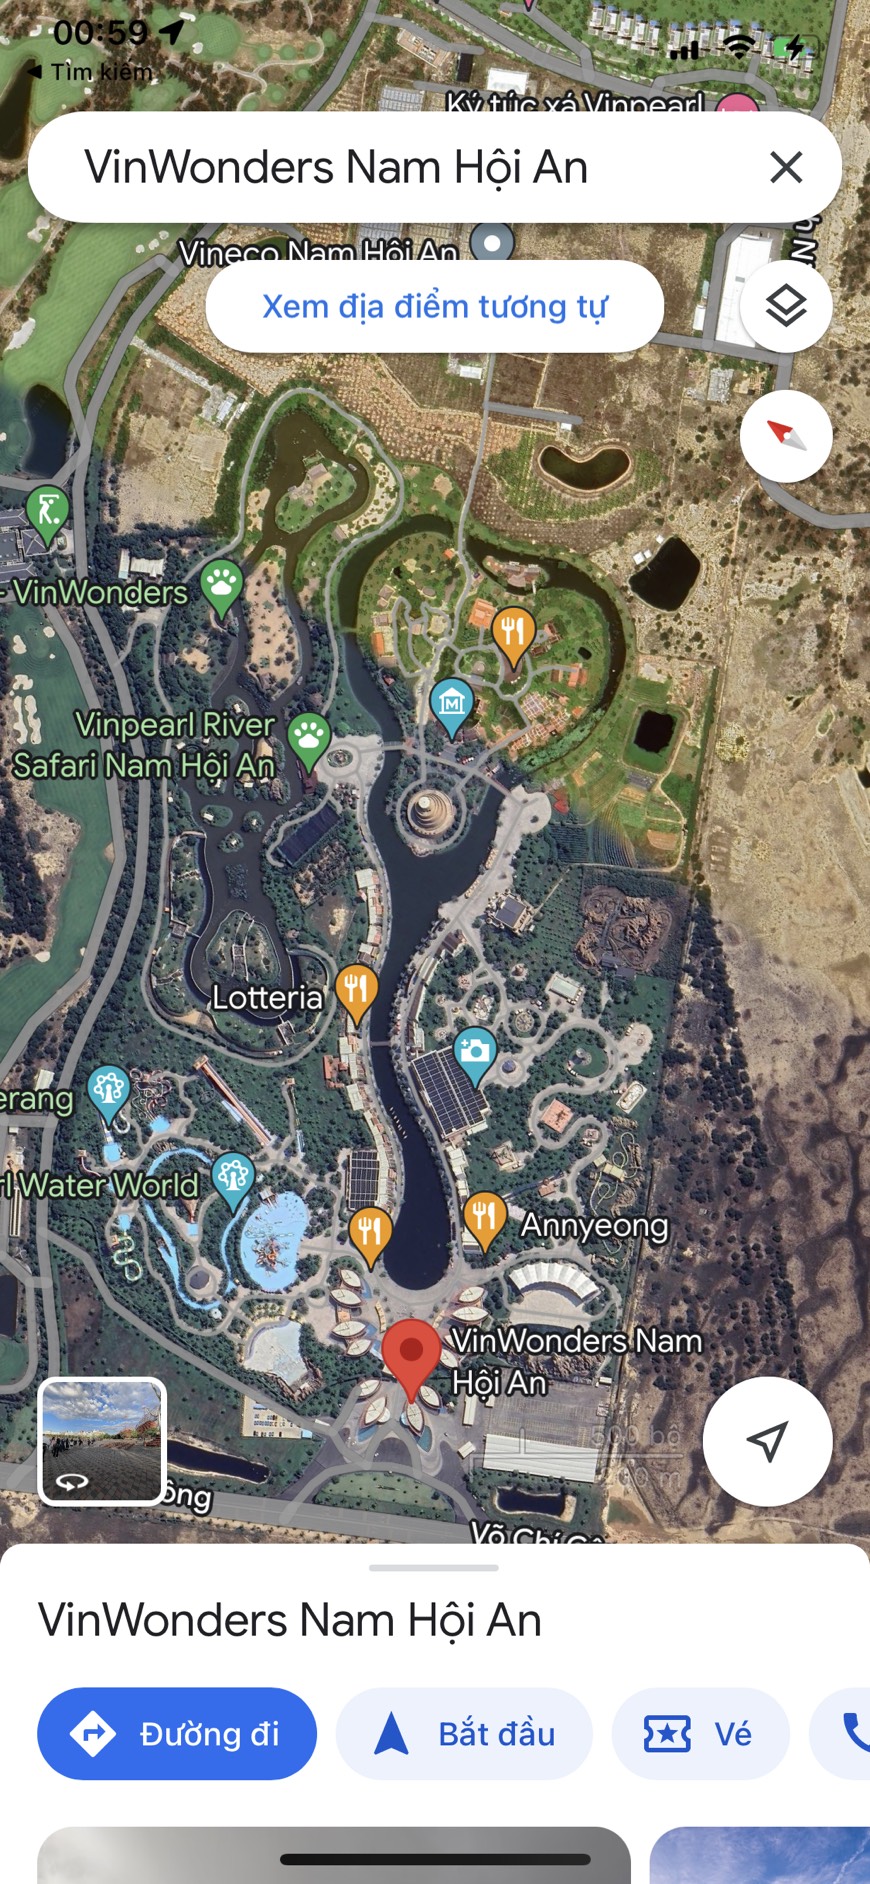 00:59
Tìm kiếm
Ký túc xá Vinpearl
VinWonders Nam Hội An
Vineco Nam Hội An
Xem địa điểm tương tự
- VinWonders
Vinpearl River
Safari Nam Hội An
Lotteria
erang
l Water World
Annyeong
VinWonders Nam
Hội An
500 bộ
200 m
ông
Võ Chí Cô
VinWonders Nam Hội An
Đường đi
Bắt đầu
Vé